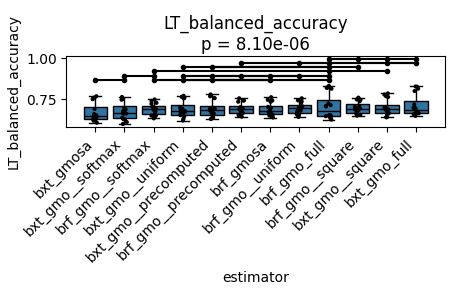 LT_balanced_accuracy
p = 8.10e-06
LT_balanced_accuracy
1.00
0.75
bxt_gmosa
bxt_gmo__softmax
brf_gmo__softmax
bxt_gmo__uniform
bxt_gmo__precomputed
brf_gmo__precomputed
brf_gmosa
brf_gmo__uniform
brf_gmo_full
brf_gmo__square
bxt_gmo__square
bxt_gmo_full
estimator